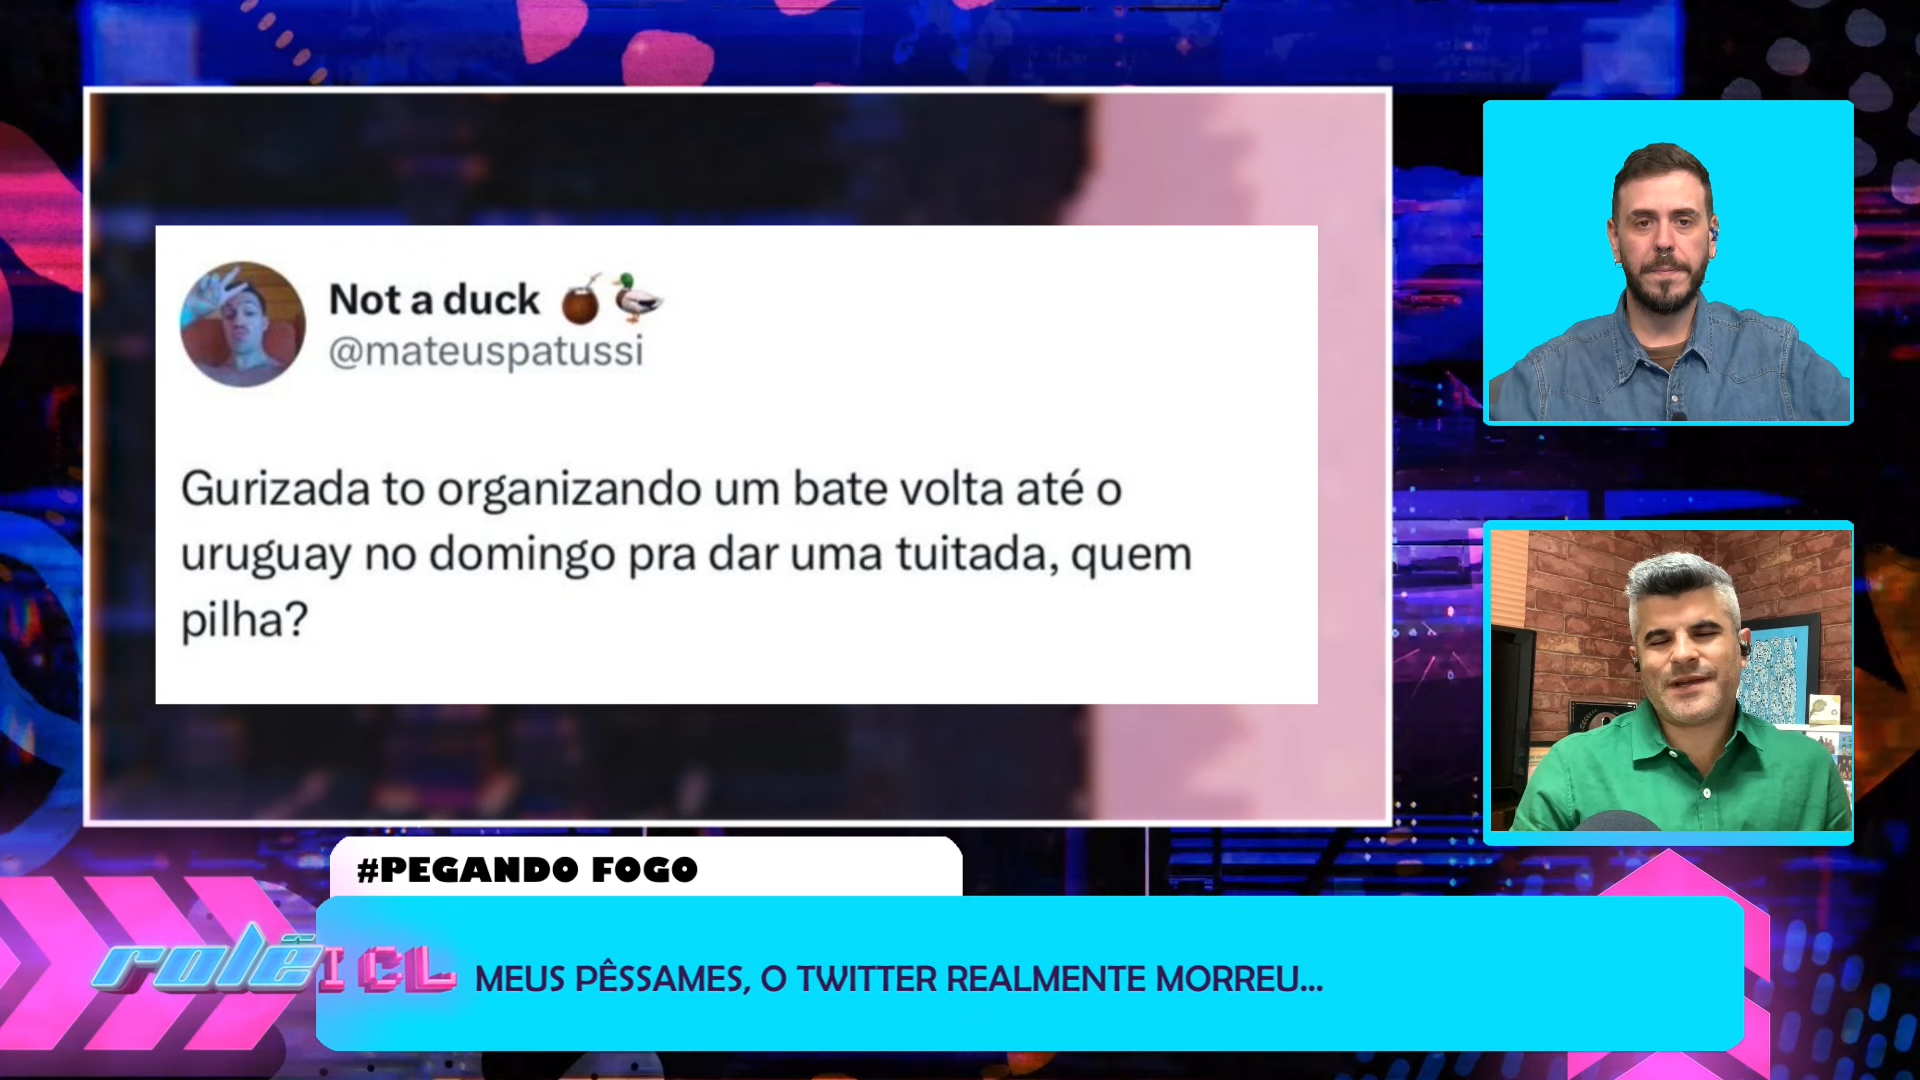 Not a duck
@mateuspatussi
Gurizada to organizando um bate volta até o
uruguay no domingo pra dar uma tuitada, quem
pilha?
#PEGANDO FOGO
rolê ICL
MEUS PÊSSAMES, O TWITTER REALMENTE MORREU...